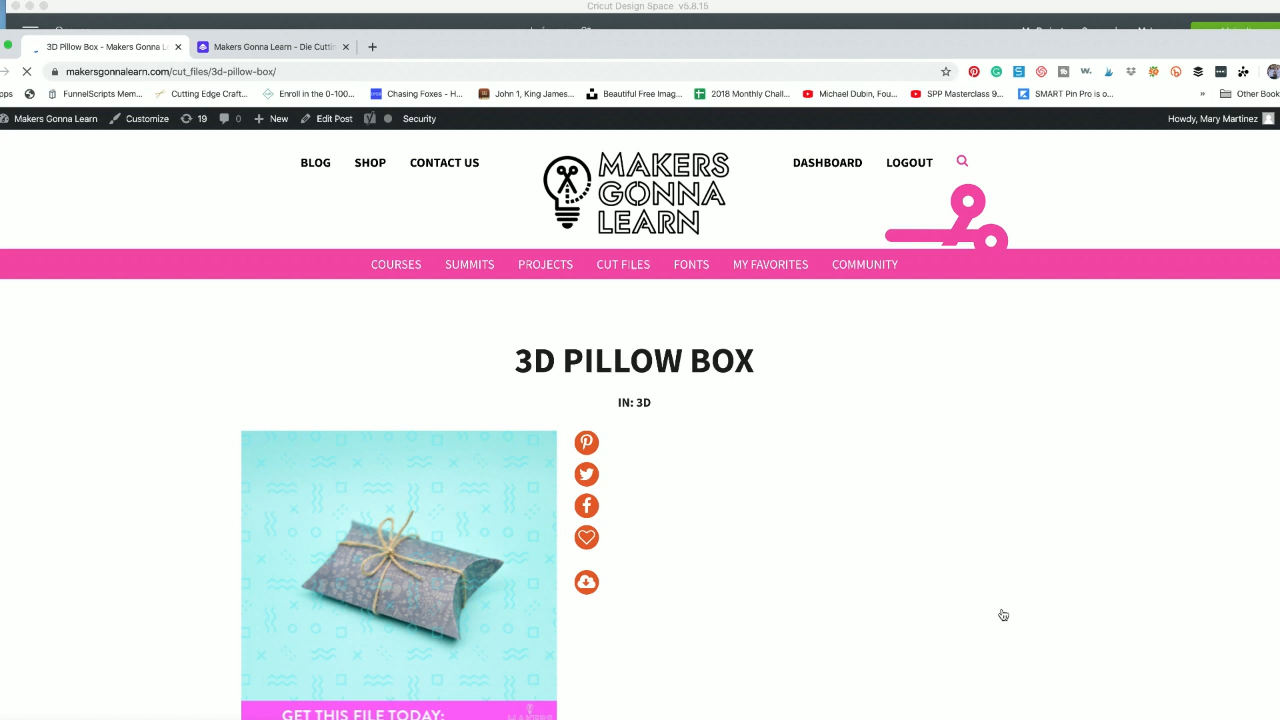 Cricut Design Space v5.8.15
3D Pillow Box - Makers Gonna L
Makers Gonna Learn - Die Cuttin
makersgonnalearn.com/cut_files/3d-pillow-box/
FunnelScripts Mem...
Cutting Edge Craft...
Enroll in the 0-100...
Chasing Foxes - H...
John 1, King James...
Beautiful Free Imag...
2018 Monthly Chall...
Michael Dubin, Fou...
SPP Masterclass 9...
SMART Pin Pro is o...
»
Other Book
Makers Gonna Learn
Customize
19
0
New
Edit Post
Security
Howdy, Mary Martinez
BLOG
SHOP
CONTACT US
MAKERS
GONNA
LEARN
DASHBOARD
LOGOUT
COURSES
SUMMITS
PROJECTS
CUT FILES
FONTS
MY FAVORITES
COMMUNITY
3D PILLOW BOX
IN: 3D
GET THIS FILE TODAY:
MAKERS